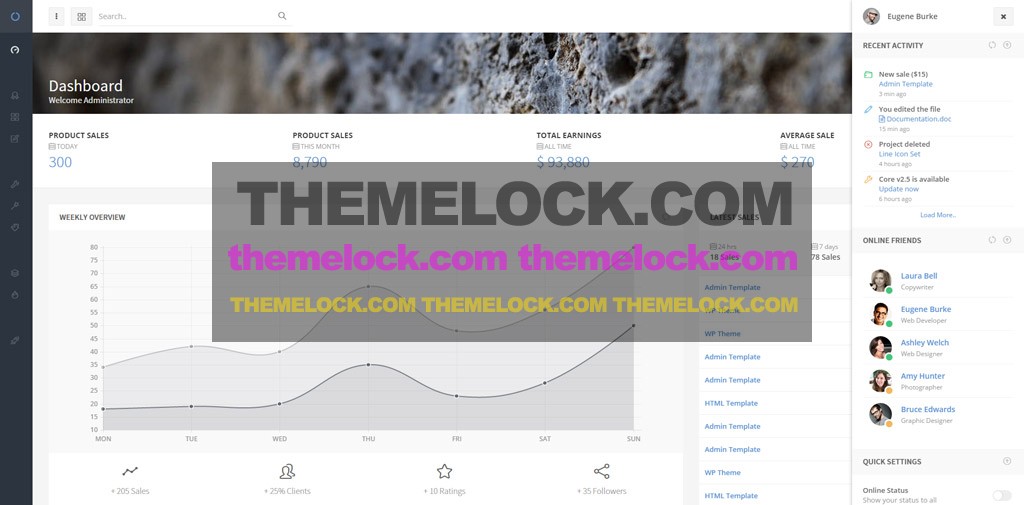 Search..
Dashboard
Welcome Administrator
PRODUCT SALES
TODAY
300
PRODUCT SALES
THIS MONTH
8,790
TOTAL EARNINGS
ALL TIME
$ 93,880
AVERAGE SALE
ALL TIME
$ 270
THEMELOCK.COM
themelock.com themelock.com
THEMELOCK.COM THEMELOCK.COM THEMELOCK.COM
WEEKLY OVERVIEW
80
75
70
65
60
55
50
45
40
35
30
25
20
15
10
MON TUE WED THU FRI SAT SUN
+ 205 Sales
+ 25% Clients
+ 10 Ratings
+ 35 Followers
LATEST SALES
24 hrs
18 Sales
7 days
78 Sales
Admin Template
WP Theme
WP Theme
Admin Template
Admin Template
HTML Template
Admin Template
Admin Template
WP Theme
HTML Template
Eugene Burke
RECENT ACTIVITY
New sale ($15)
Admin Template
3 min ago
You edited the file
Documentation.doc
15 min ago
Project deleted
Line Icon Set
4 hours ago
Core v2.5 is available
Update now
6 hours ago
Load More..
ONLINE FRIENDS
Laura Bell
Copywriter
Eugene Burke
Web Developer
Ashley Welch
Web Designer
Amy Hunter
Photographer
Bruce Edwards
Graphic Designer
QUICK SETTINGS
Online Status
Show your status to all